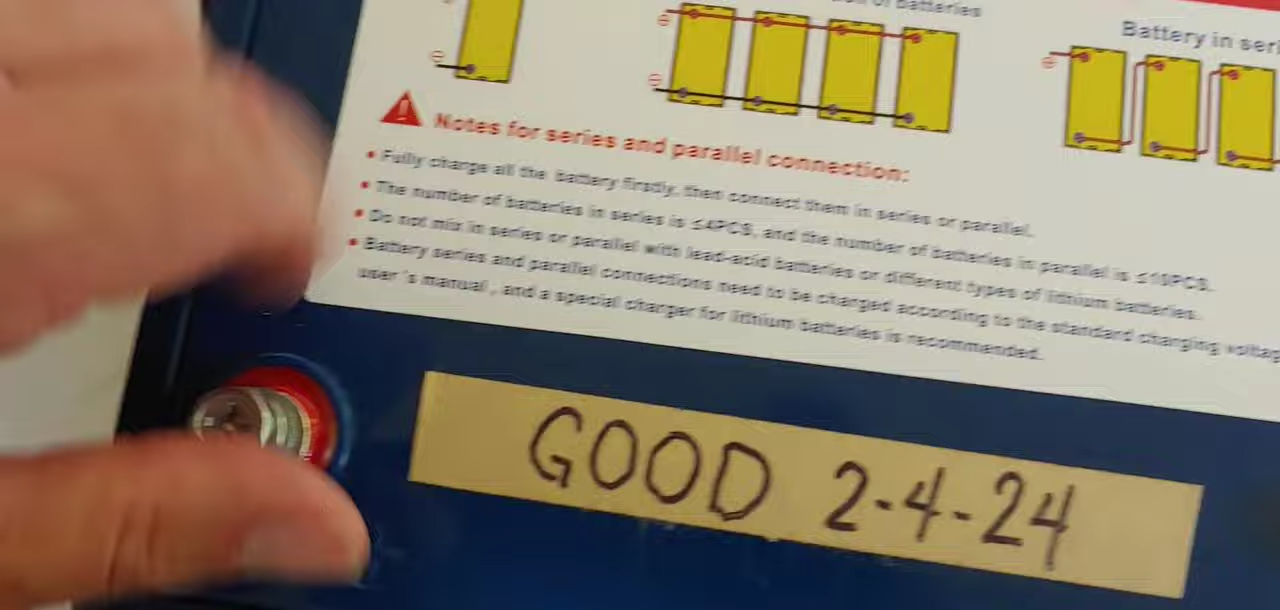 of batteries
Battery in seri
Notes for series and parallel connection:
• Fully charge all the battery firstly, then connect them in series or parallel.
• The number of batteries in series is ≤4PCS, and the number of batteries in parallel is ≤10PCS.
• Do not mix in series or parallel with lead-acid batteries or different types of lithium batteries.
• Battery series and parallel connections need to be charged according to the standard charging voltag
user's manual, and a special charger for lithium batteries is recommended.
GOOD 2-4-24